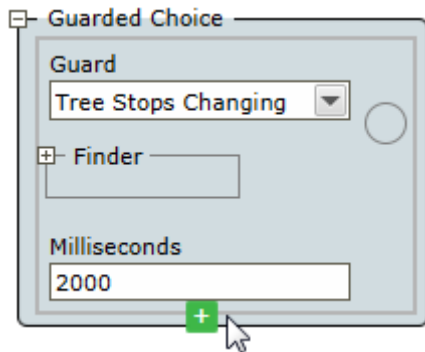 Guarded Choice
Guard
Tree Stops Changing
Finder
Milliseconds
2000